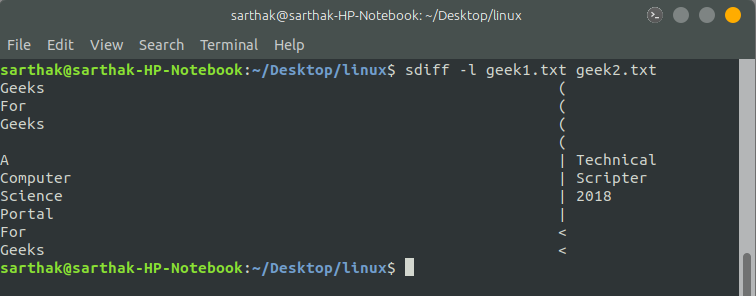 sarthak@sarthak-HP-Notebook: ~/Desktop/linux
File Edit View Search Terminal Help
sarthak@sarthak-HP-Notebook:~/Desktop/linux$ sdiff -l geek1.txt geek2.txt
Geeks (
For (
Geeks (
(
A | Technical
Computer | Scripter
Science | 2018
Portal |
For <
Geeks <
sarthak@sarthak-HP-Notebook:~/Desktop/linux$